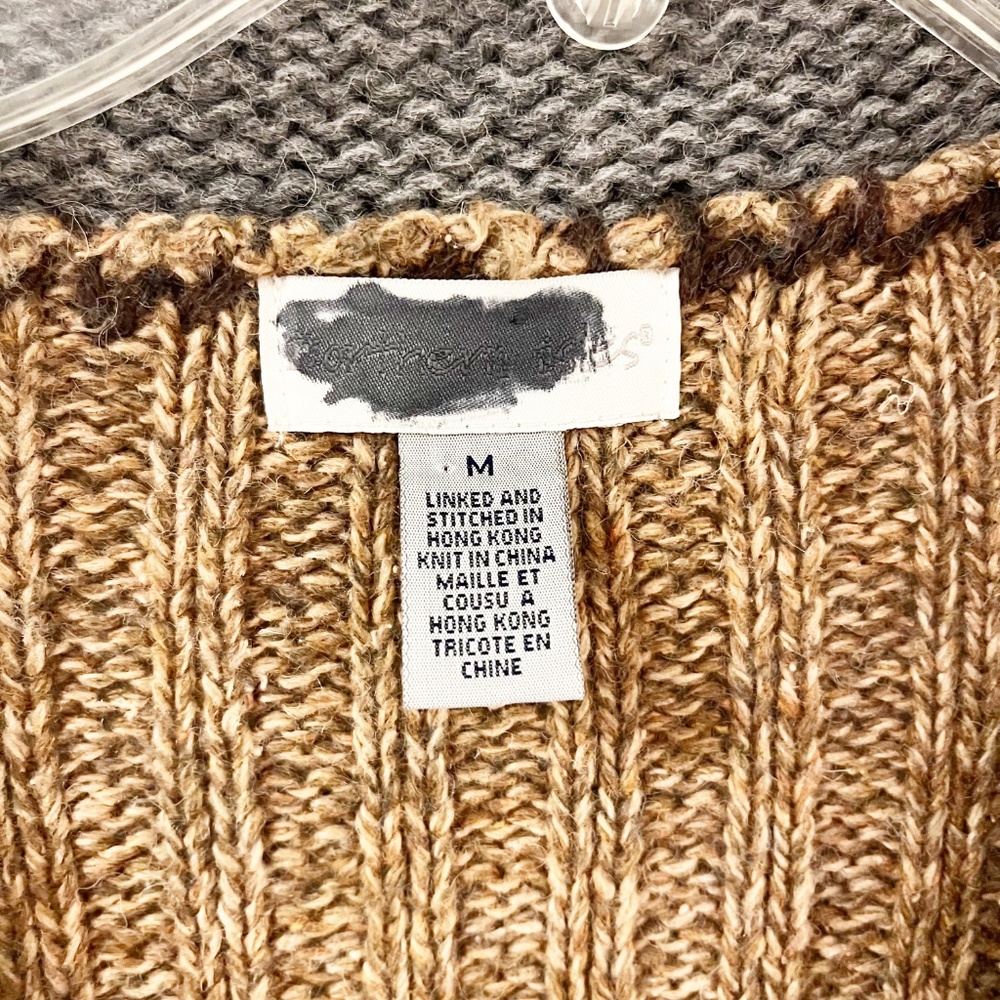 M
LINKED AND
STITCHED IN
HONG KONG
KNIT IN CHINA
MAILLE ET
COUSU A
HONG KONG
TRICOTE EN
CHINE